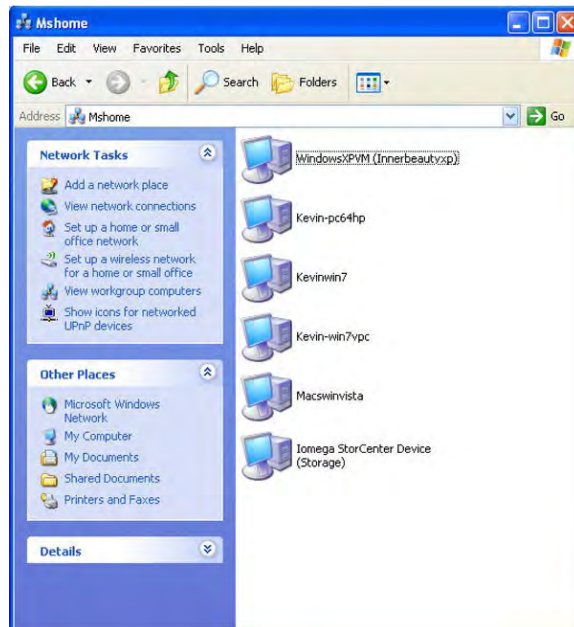 Mshome
File Edit View Favorites Tools Help
Back Search Folders
Address Mshome Go
Network Tasks
Add a network place
View network connections
Set up a home or small
office network
Set up a wireless network
for a home or small office
View workgroup computers
Show icons for networked
UPnP devices
Other Places
Microsoft Windows
Network
My Computer
My Documents
Shared Documents
Printers and Faxes
Details
WindowsXPVM (Innerbeautyxp)
Kevin-pc64hp
Kevinwin7
Kevin-win7vpc
Macswinvista
Iomega StorCenter Device
(Storage)